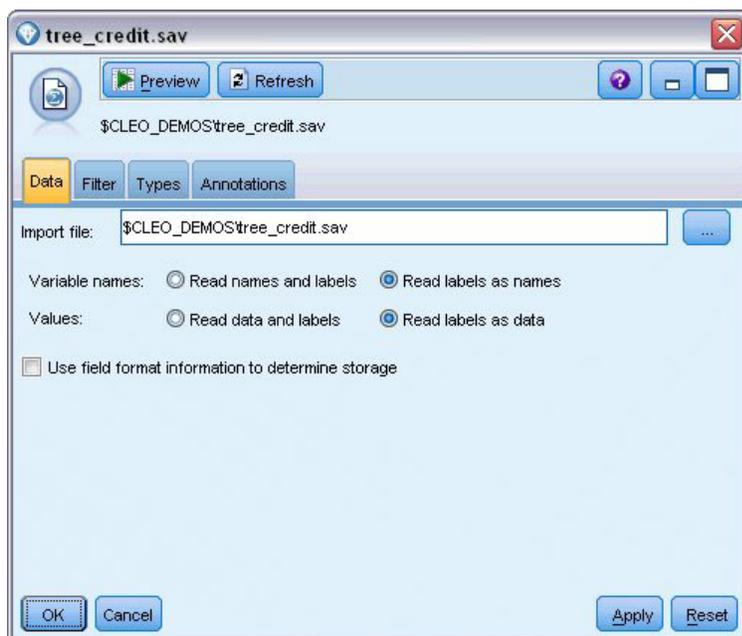 tree_credit.sav
Preview Refresh
$CLEO_DEMOS\tree_credit.sav
Data Filter Types Annotations
Import file: $CLEO_DEMOS\tree_credit.sav ...
Variable names: Read names and labels Read labels as names
Values: Read data and labels Read labels as data
Use field format information to determine storage
OK Cancel Apply Reset